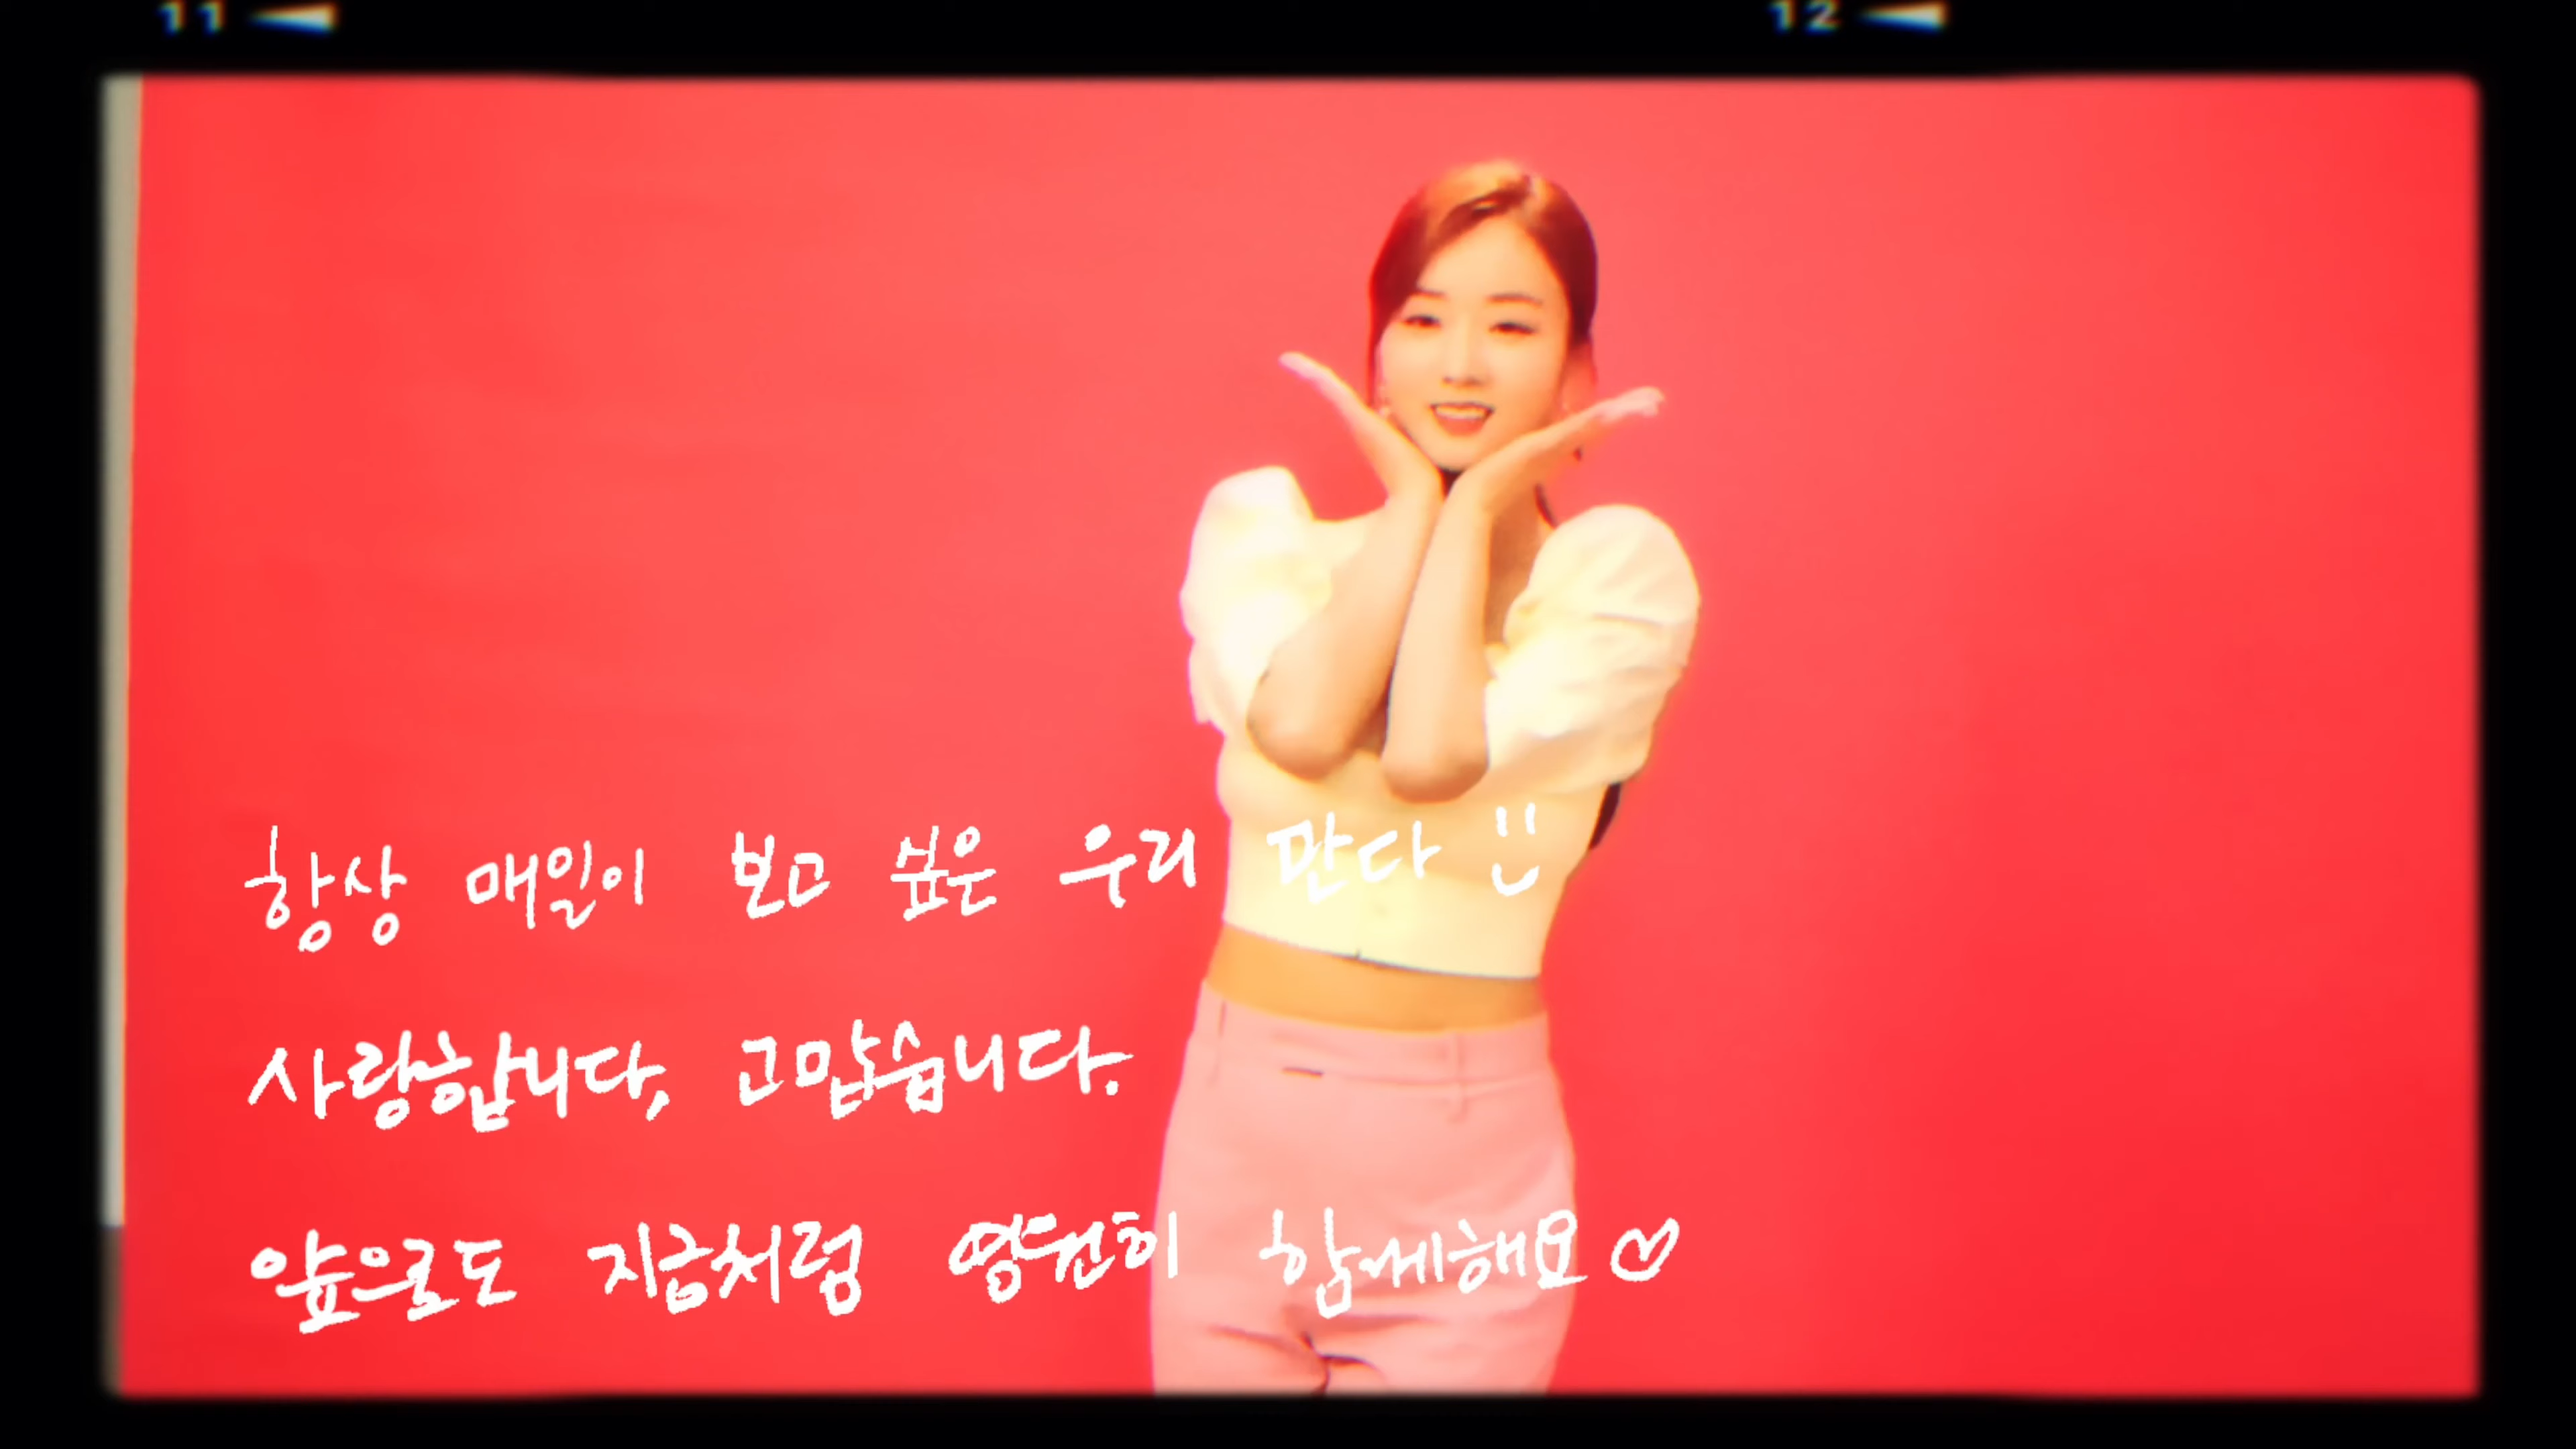 11 12
항상 매일이 보고 싶은 우리 판다
사랑합니다, 고맙습니다.
앞으로도 지금처럼 영원히 함께해요♡